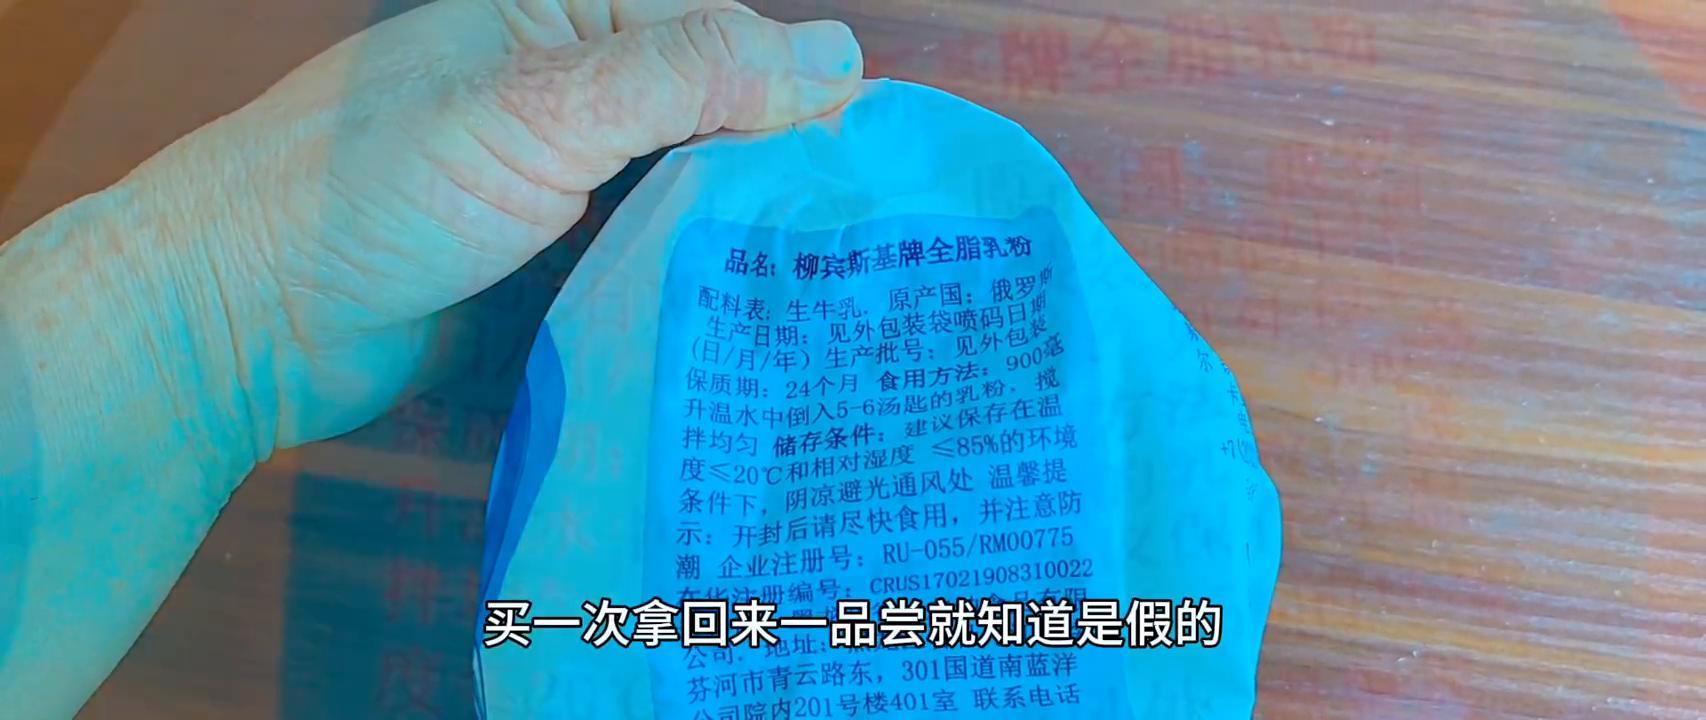 品名：柳宾斯基牌全脂乳粉
配料表：生牛乳. 原产国：俄罗斯
生产日期：见外包装袋喷码日期
(日/月/年) 生产批号：见外包装
保质期：24个月 食用方法：900毫
升温水中倒入5-6汤匙的乳粉，搅
拌均匀 储存条件：建议保存在温
度≤20℃和相对湿度 ≤85%的环境
条件下，阴凉避光通风处 温馨提
示：开封后请尽快食用，并注意防
潮 企业注册号：RU-055/RM00775
在华注册编号：CRUS17021908310022
食品有限
公司. 地址：
芬河市青云路东，301国道南蓝洋
公司院内201号楼401室 联系电话
买一次拿回来一品尝就知道是假的
+7(